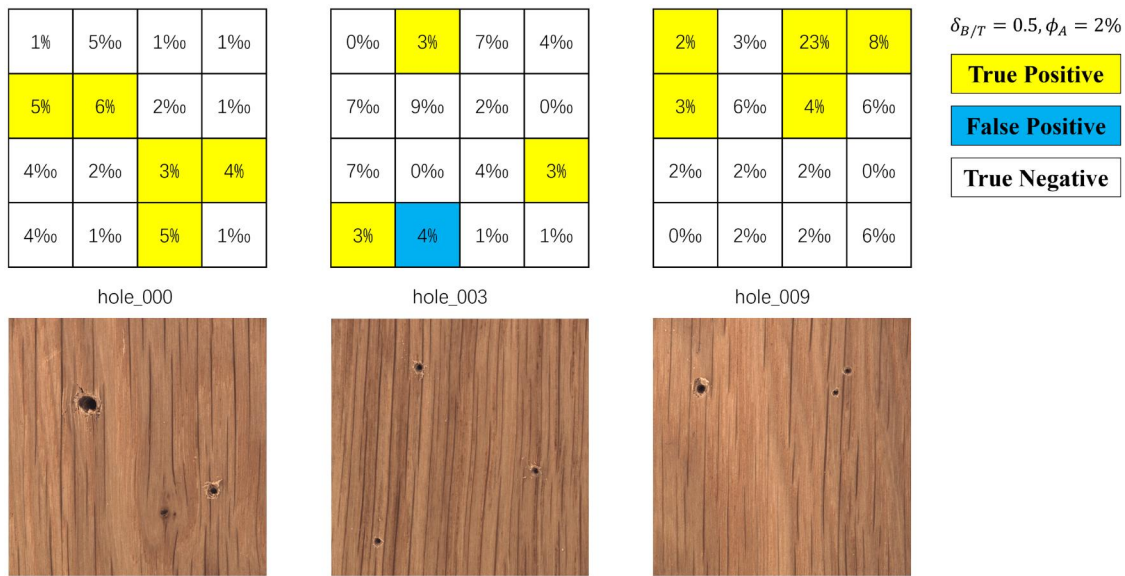 1% 5‰ 1‰ 1‰
5% 6% 2‰ 1‰
4‰ 2‰ 3% 4%
4‰ 1‰ 5% 1‰
hole_000
0‰ 3% 7‰ 4‰
7‰ 9‰ 2‰ 0‰
7‰ 0‰ 4‰ 3%
3% 4% 1‰ 1‰
hole_003
2% 3‰ 23% 8%
3% 6‰ 4% 6‰
2‰ 2‰ 2‰ 0‰
0‰ 2‰ 2‰ 6‰
hole_009
δ_{B/T} = 0.5, ϕ_A = 2%
True Positive
False Positive
True Negative